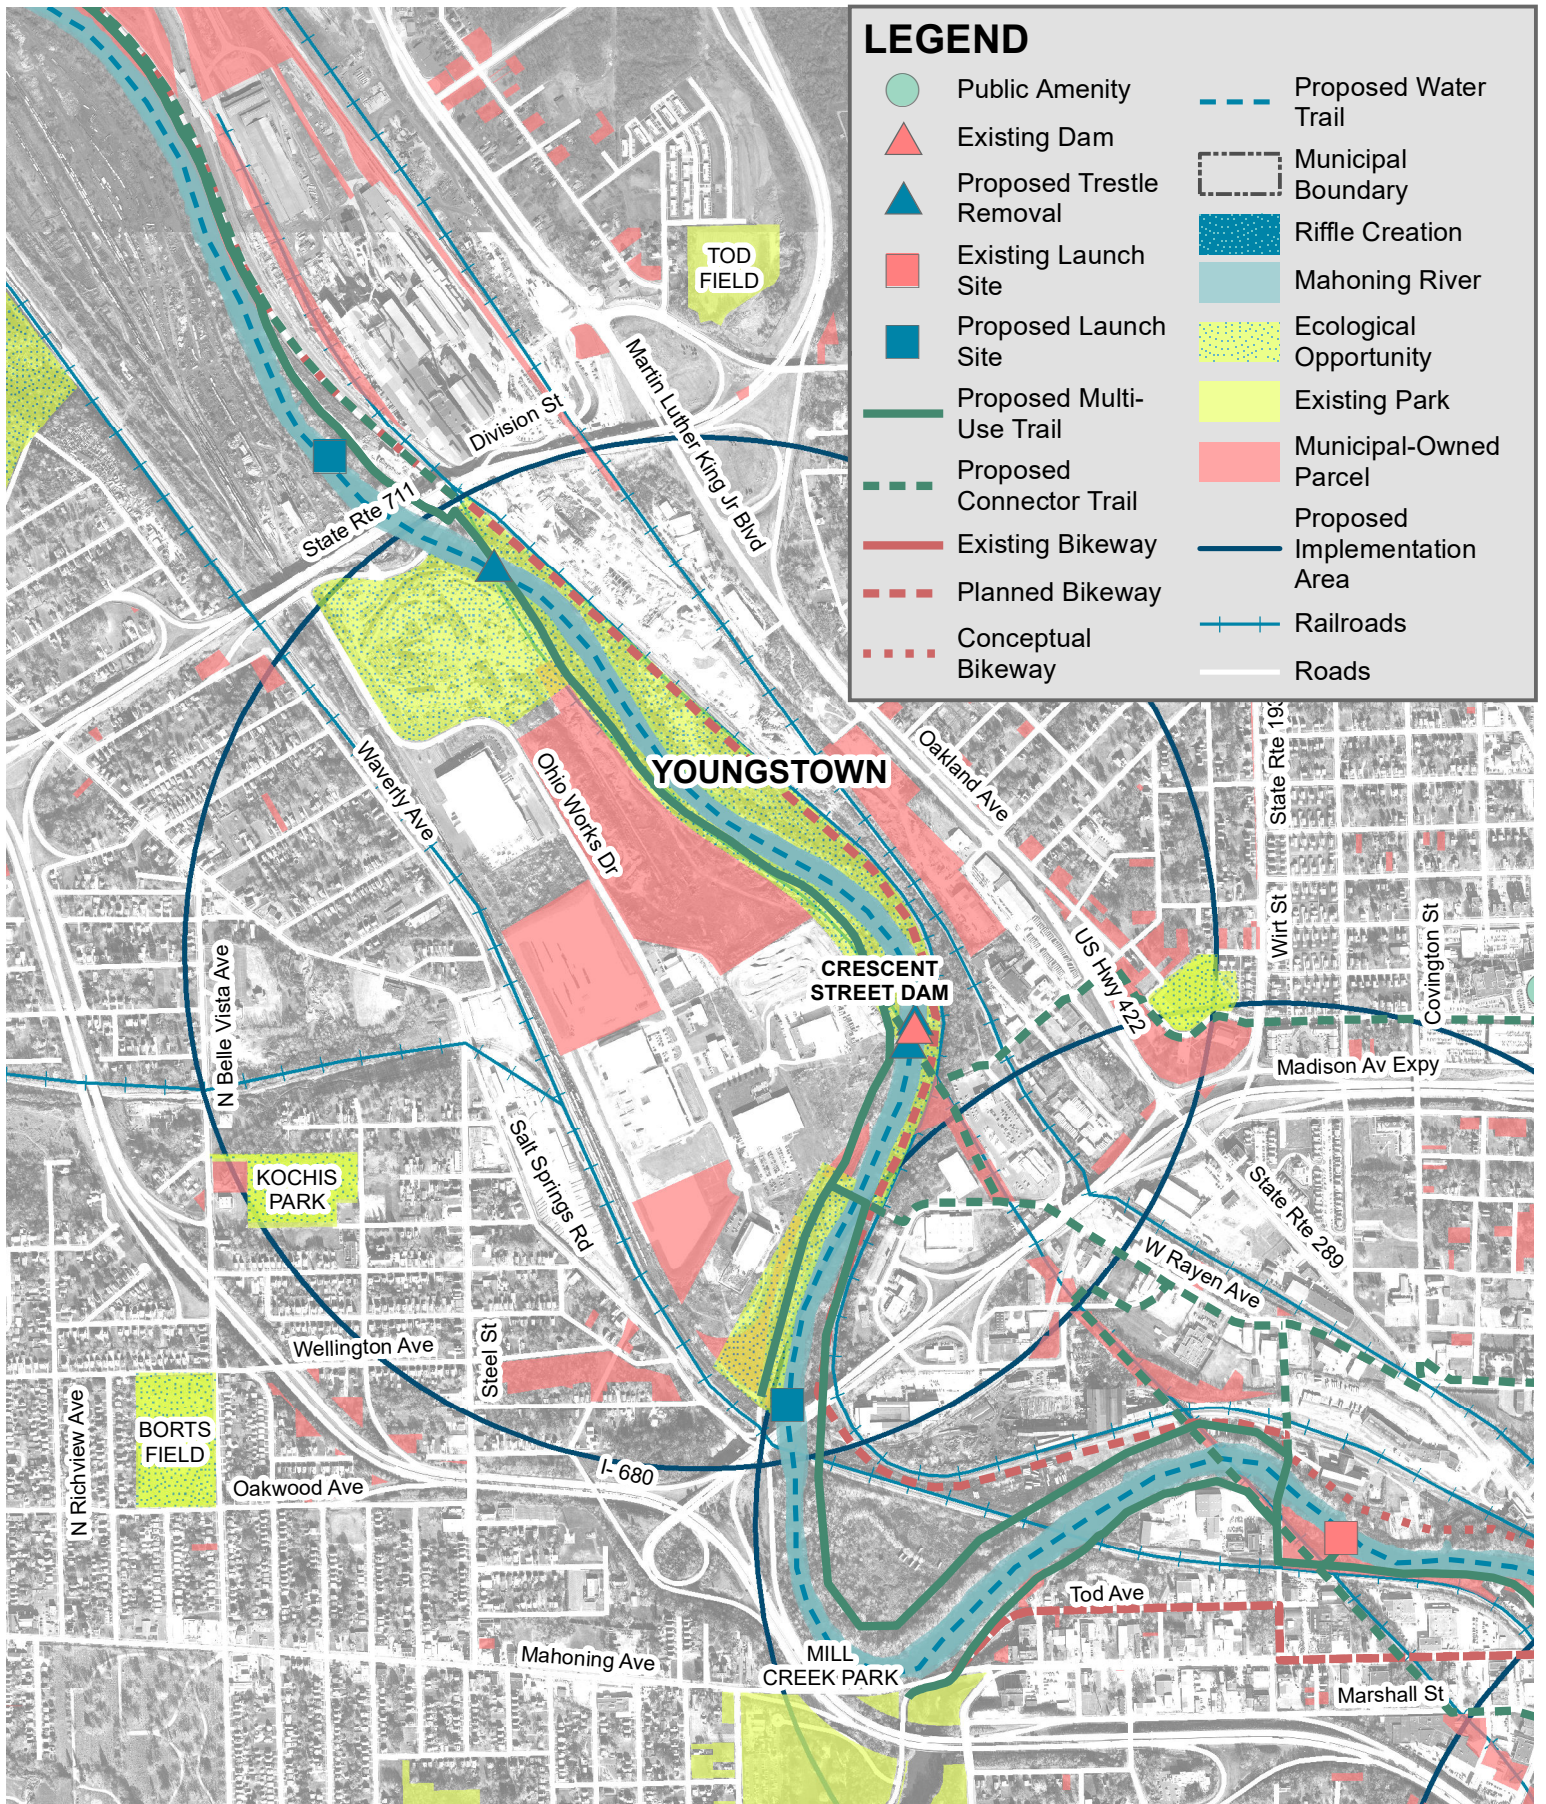 LEGEND
Public Amenity
Existing Dam
Proposed Trestle
Removal
Existing Launch
Site
Proposed Launch
Site
Proposed Multi-
Use Trail
Proposed
Connector Trail
Existing Bikeway
Planned Bikeway
Conceptual
Bikeway
Proposed Water
Trail
Municipal
Boundary
Riffle Creation
Mahoning River
Ecological
Opportunity
Existing Park
Municipal-Owned
Parcel
Proposed
Implementation
Area
Railroads
Roads
TOD
FIELD
Martin Luther King Jr Blvd
Division St
State Rte 711
Oakland Ave
State Rte 193
YOUNGSTOWN
Waverly Ave
Ohio Works Dr
Wirt St
Covington St
US Hwy 422
CRESCENT
STREET DAM
N Belle Vista Ave
Madison Av Expy
Salt Springs Rd
KOCHIS
PARK
State Rte 289
W Rayen Ave
Wellington Ave
Steel St
N Richview Ave
BORTS
FIELD
Oakwood Ave
I- 680
Tod Ave
Mahoning Ave
MILL
CREEK PARK
Marshall St